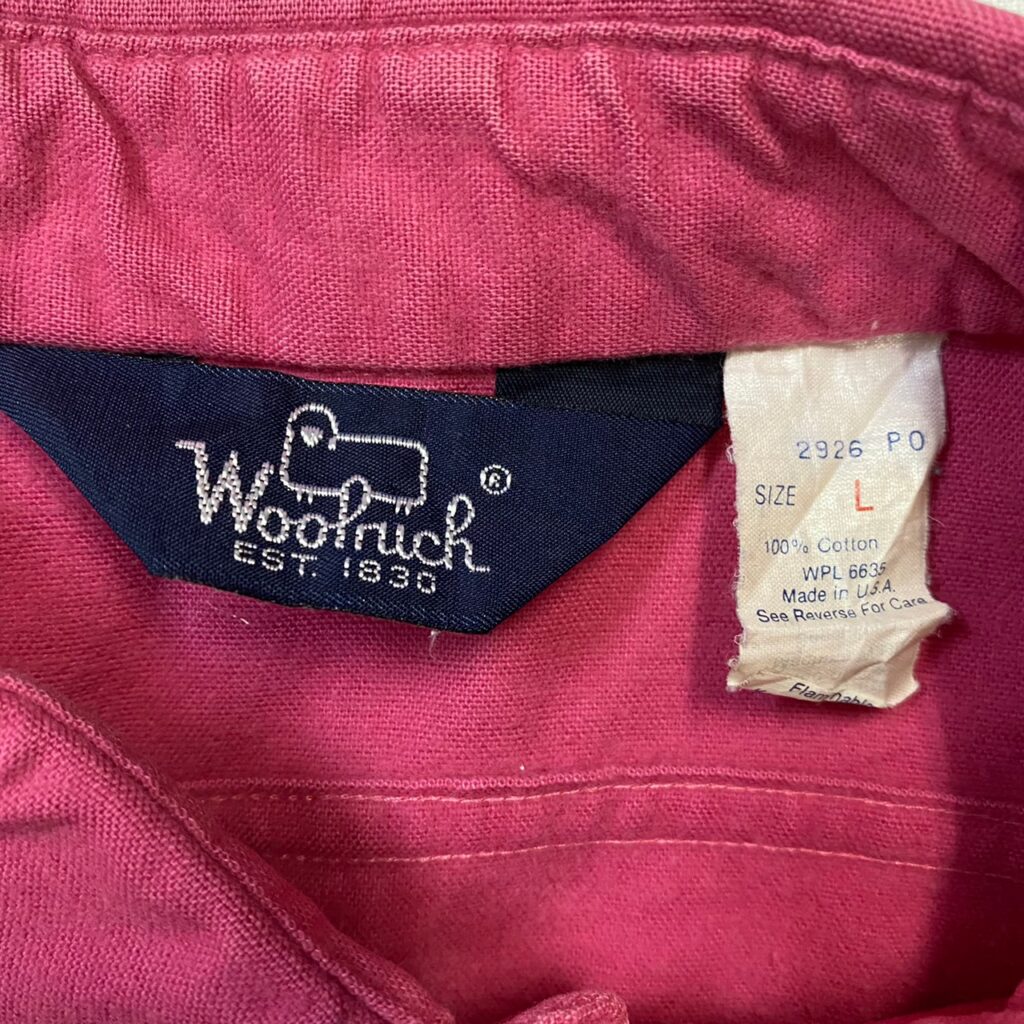 Woolrich®
EST. 1830
2926 PO
SIZE L
100% Cotton
WPL 6635
Made in U.S.A.
See Reverse For Care